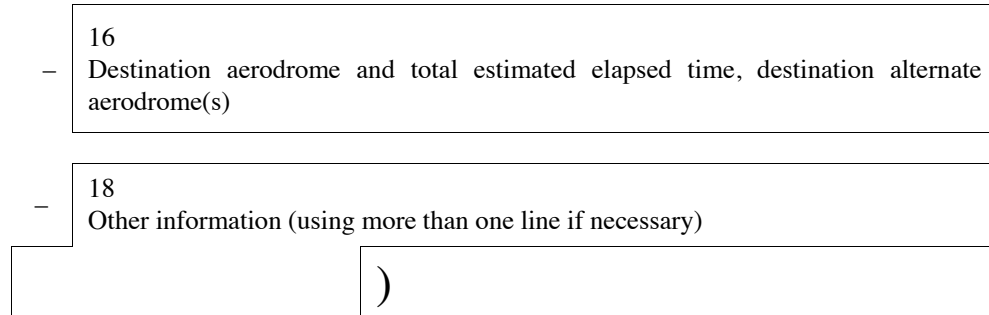 16
– Destination aerodrome and total estimated elapsed time, destination alternate
aerodrome(s)
18
–
Other information (using more than one line if necessary)
)